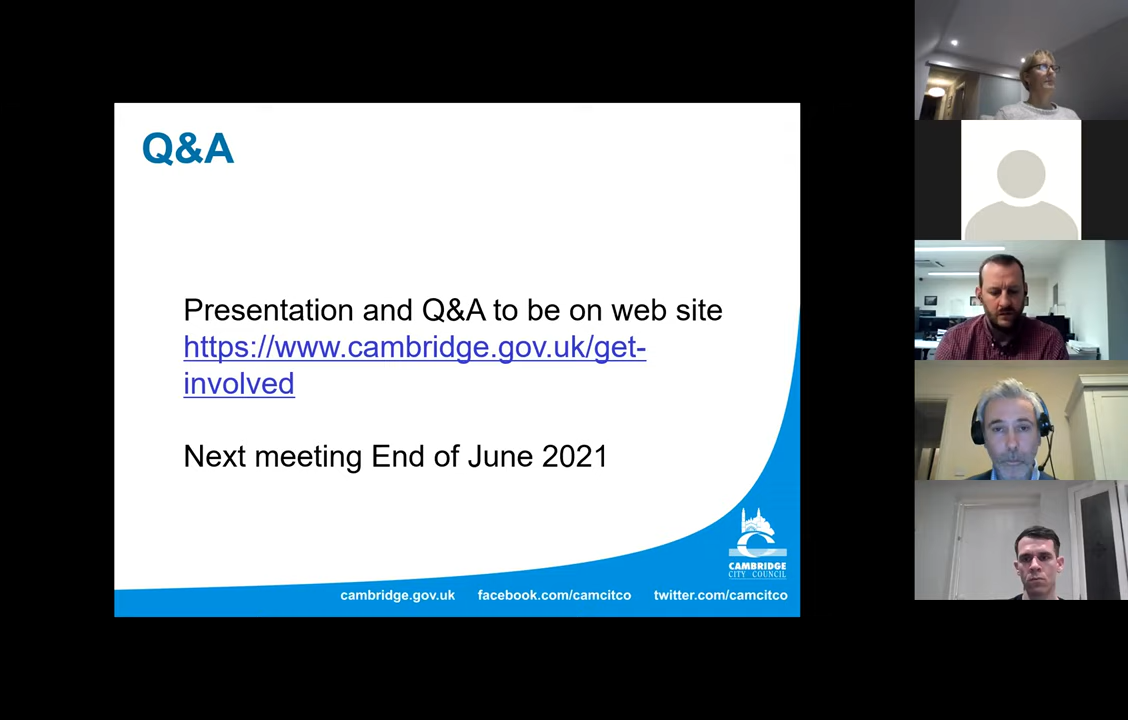 Q&A
Presentation and Q&A to be on web site
https://www.cambridge.gov.uk/get-
involved
Next meeting End of June 2021
CAMBRIDGE
CITY COUNCIL
cambridge.gov.uk facebook.com/camcitco twitter.com/camcitco